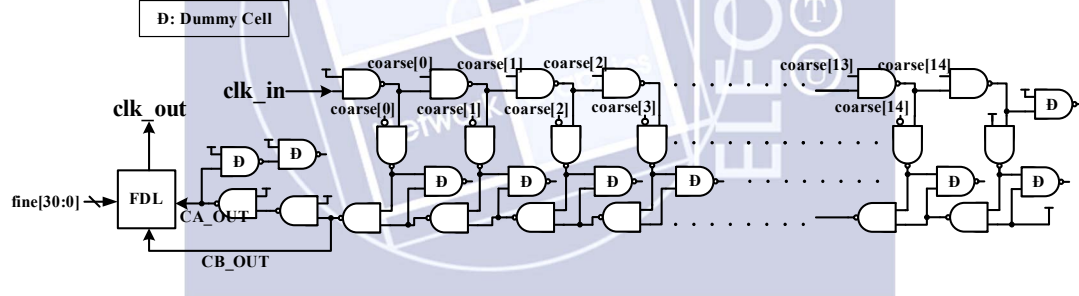 Đ: Dummy Cell
coarse[0] coarse[1] coarse[2] coarse[13] coarse[14]
clk_in
coarse[0] coarse[1] coarse[2] coarse[3] coarse[14]
Đ
clk_out
Đ Đ
Đ Đ Đ Đ Đ Đ
fine[30:0] FDL
CA_OUT
CB_OUT
ELEC
T
U